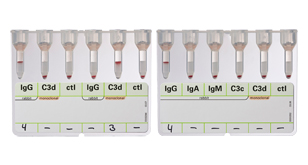 IgG C3d ctl IgG C3d ctl
4 – – – 3 –
IgG IgA IgM C3c C3d ctl
4 – – – – –